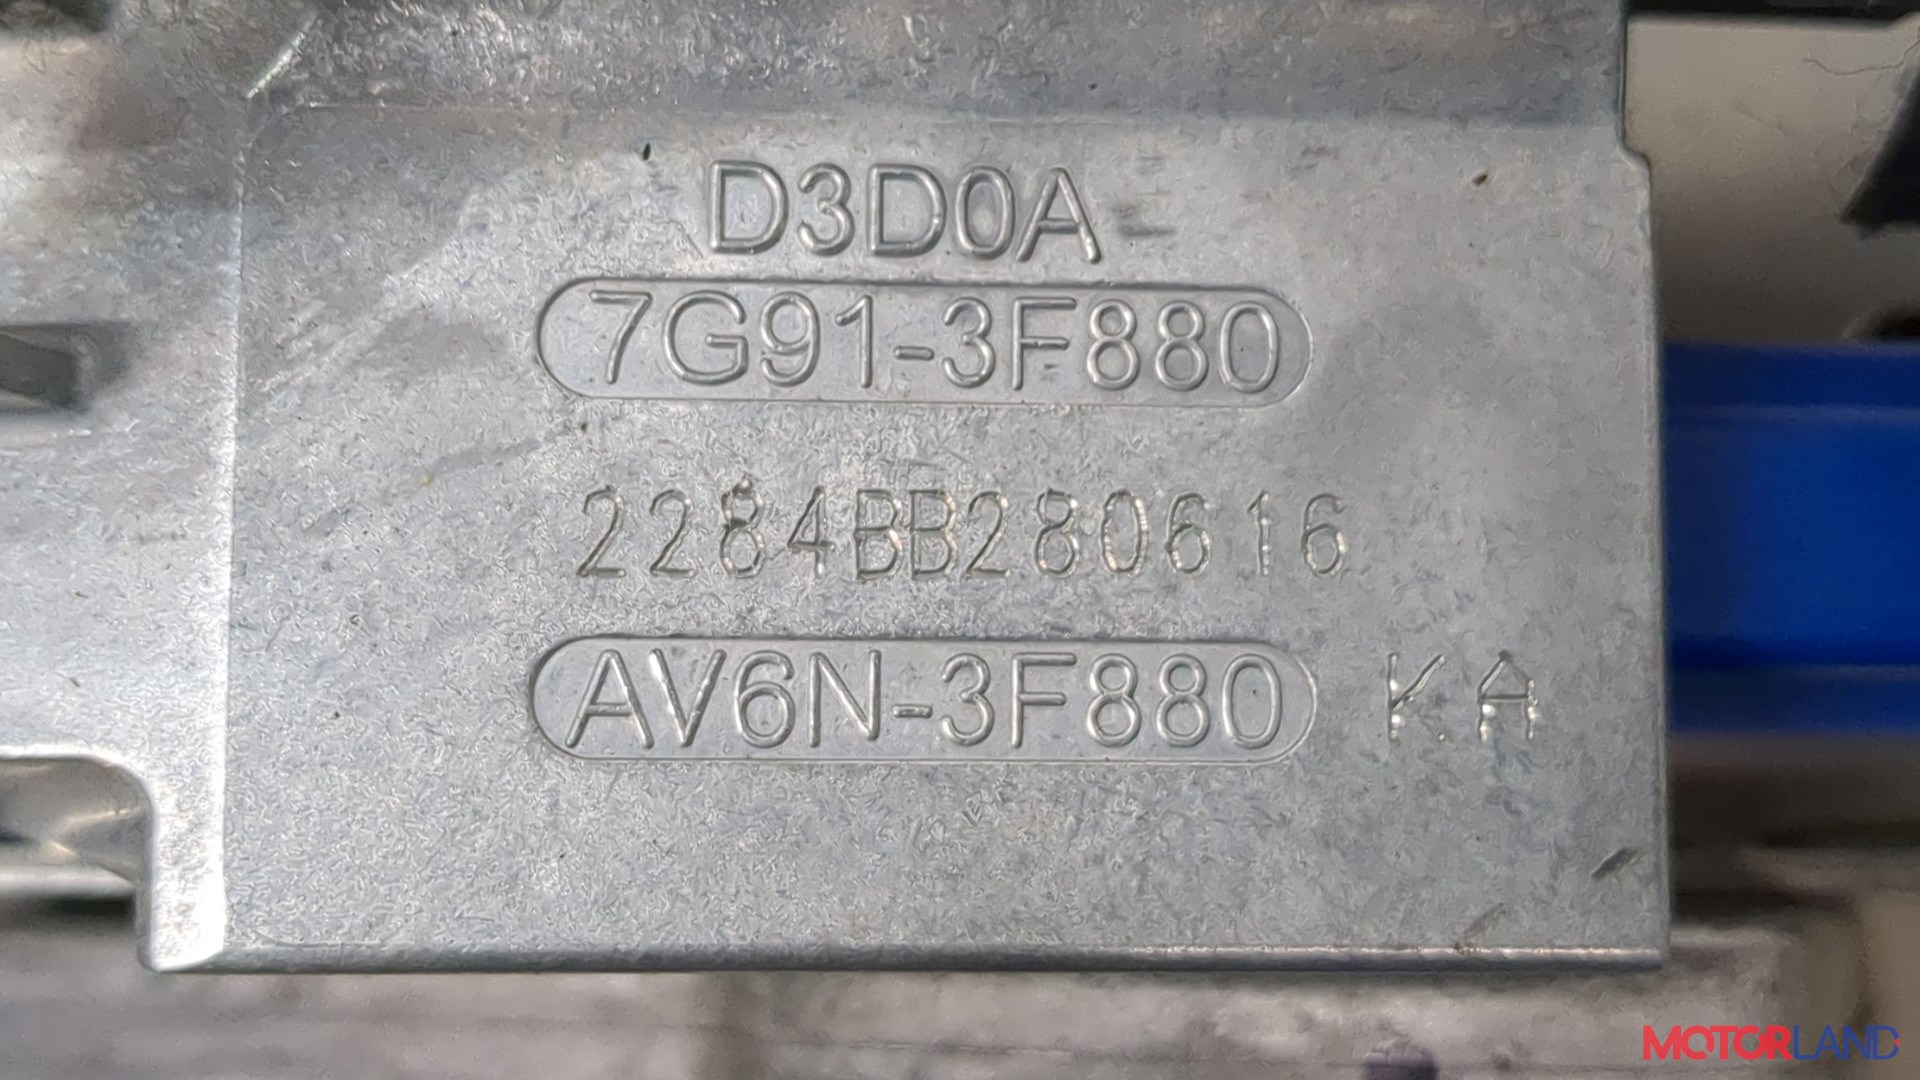 D3D0A
7G91-3F880
2284BB280616
AV6N-3F880 KA
MOTORLAND